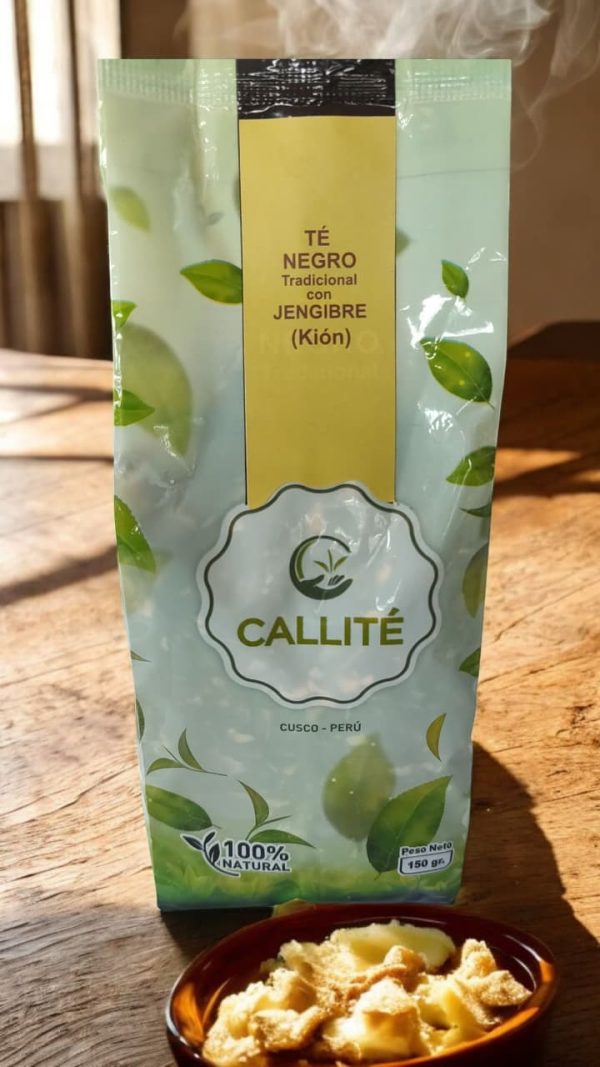 TÉ
NEGRO
Tradicional
con
JENGIBRE
(Kión)
CALLITÉ
CUSCO - PERÚ
100%
NATURAL
Peso Neto
150 gr.